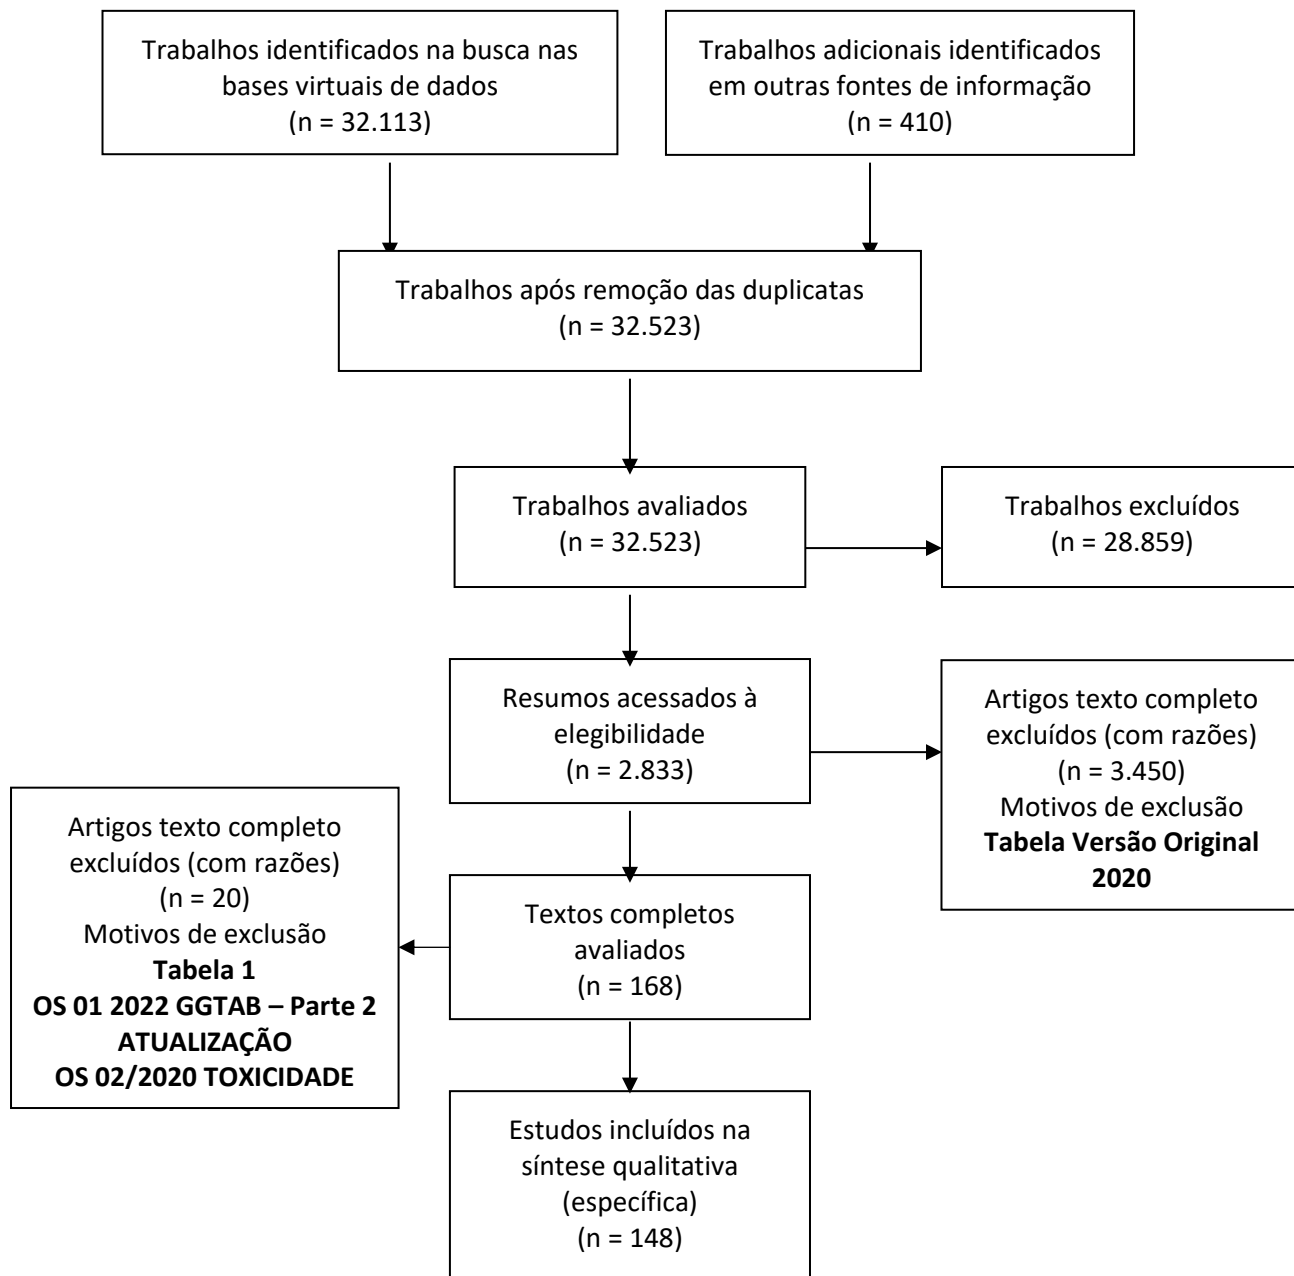 Trabalhos identificados na busca nas
bases virtuais de dados
(n = 32.113)
Trabalhos adicionais identificados
em outras fontes de informação
(n = 410)
Trabalhos após remoção das duplicatas
(n = 32.523)
Trabalhos avaliados
(n = 32.523)
Trabalhos excluídos
(n = 28.859)
Resumos acessados à
elegibilidade
(n = 2.833)
Artigos texto completo
excluídos (com razões)
(n = 3.450)
Motivos de exclusão
Tabela Versão Original
2020
Artigos texto completo
excluídos (com razões)
(n = 20)
Motivos de exclusão
Tabela 1
OS 01 2022 GGTAB – Parte 2
ATUALIZAÇÃO
OS 02/2020 TOXICIDADE
Textos completos
avaliados
(n = 168)
Estudos incluídos na
síntese qualitativa
(específica)
(n = 148)